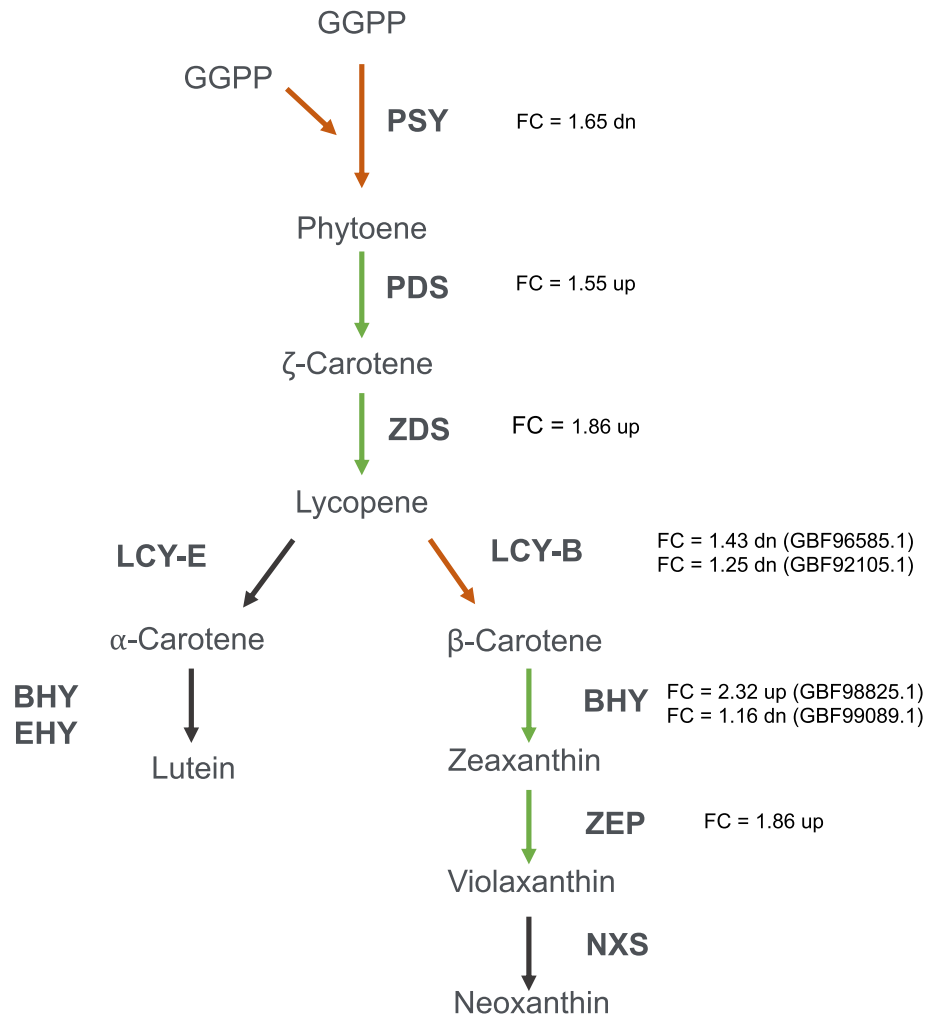 GGPP
GGPP
PSY
FC = 1.65 dn
Phytoene
PDS
FC = 1.55 up
ζ-Carotene
ZDS
FC = 1.86 up
Lycopene
LCY-E
LCY-B
FC = 1.43 dn (GBF96585.1)
FC = 1.25 dn (GBF92105.1)
α-Carotene
β-Carotene
BHY
EHY
BHY
FC = 2.32 up (GBF98825.1)
FC = 1.16 dn (GBF99089.1)
Lutein
Zeaxanthin
ZEP
FC = 1.86 up
Violaxanthin
NXS
Neoxanthin